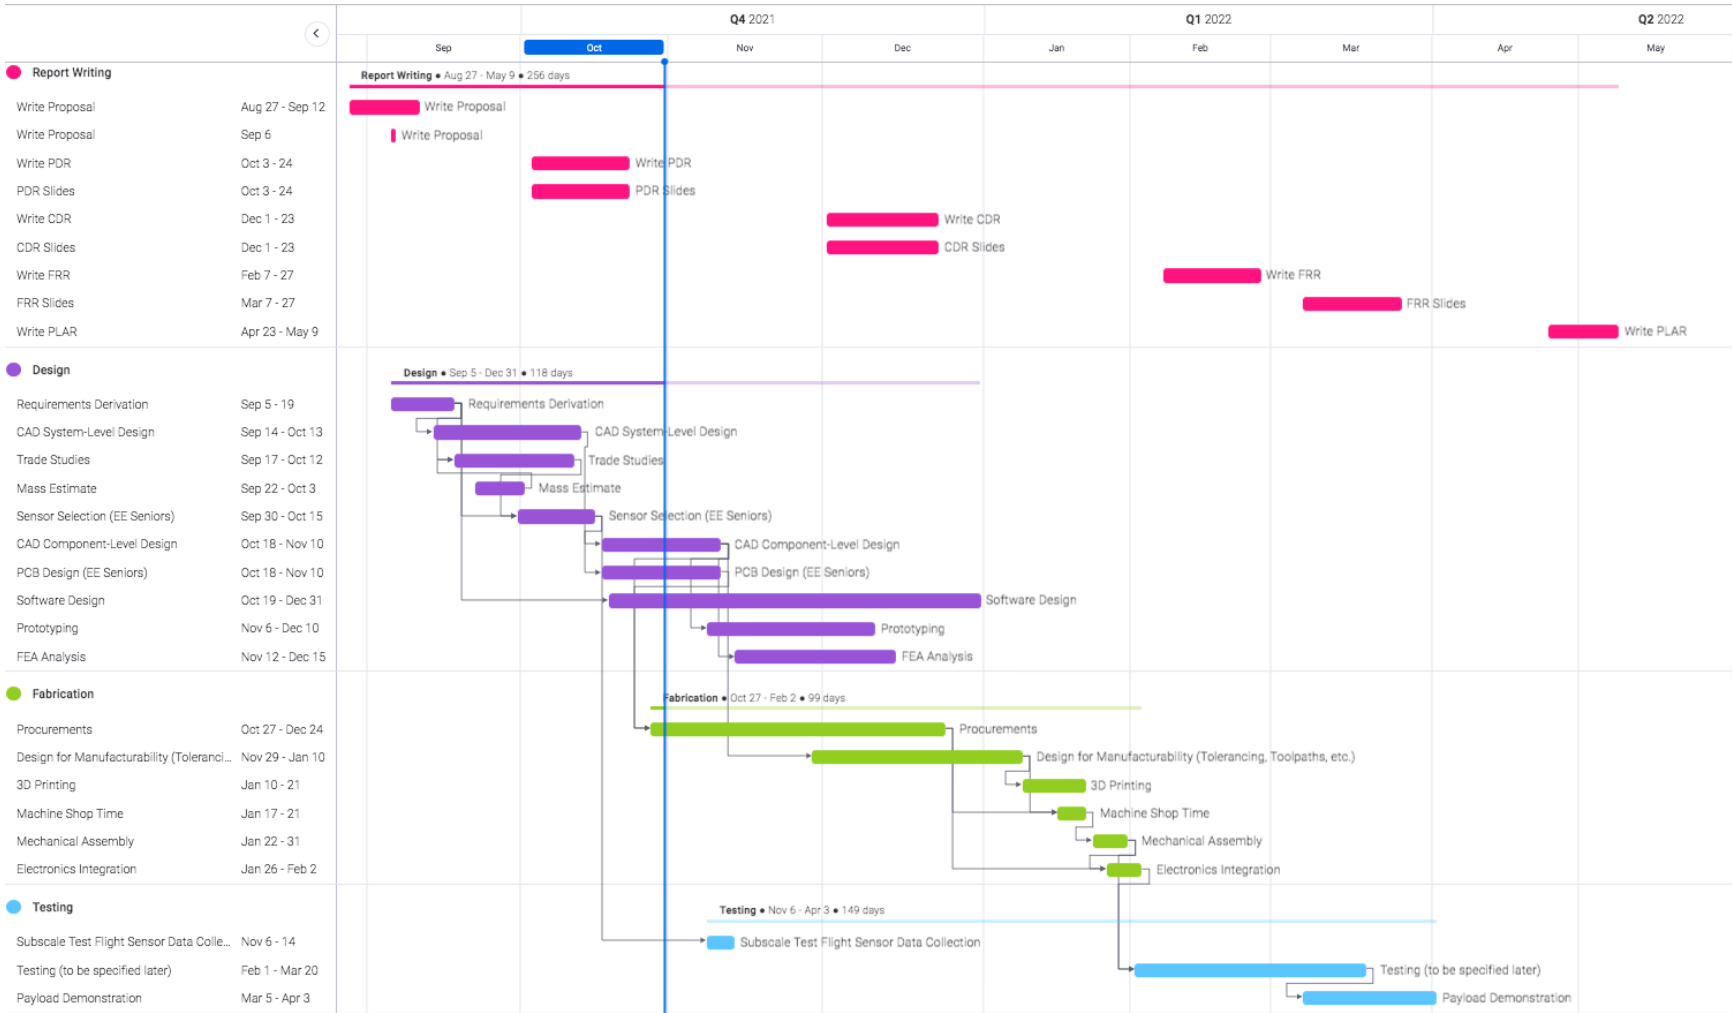 Q4 2021 Q1 2022 Q2 2022
Sep Oct Nov Dec Jan Feb Mar Apr May
Report Writing
Report Writing • Aug 27 - May 9 • 256 days
Write Proposal Aug 27 - Sep 12 Write Proposal
Write Proposal Sep 6 Write Proposal
Write PDR Oct 3 - 24 Write PDR
PDR Slides Oct 3 - 24 PDR Slides
Write CDR Dec 1 - 23 Write CDR
CDR Slides Dec 1 - 23 CDR Slides
Write FRR Feb 7 - 27 Write FRR
FRR Slides Mar 7 - 27 FRR Slides
Write PLAR Apr 23 - May 9 Write PLAR
Design
Design • Sep 5 - Dec 31 • 118 days
Requirements Derivation Sep 5 - 19 Requirements Derivation
CAD System-Level Design Sep 14 - Oct 13 CAD System-Level Design
Trade Studies Sep 17 - Oct 12 Trade Studies
Mass Estimate Sep 22 - Oct 3 Mass Estimate
Sensor Selection (EE Seniors) Sep 30 - Oct 15 Sensor Selection (EE Seniors)
CAD Component-Level Design Oct 18 - Nov 10 CAD Component-Level Design
PCB Design (EE Seniors) Oct 18 - Nov 10 PCB Design (EE Seniors)
Software Design Oct 19 - Dec 31 Software Design
Prototyping Nov 6 - Dec 10 Prototyping
FEA Analysis Nov 12 - Dec 15 FEA Analysis
Fabrication
Fabrication • Oct 27 - Feb 2 • 99 days
Procurements Oct 27 - Dec 24 Procurements
Design for Manufacturability (Toleranci... Nov 29 - Jan 10 Design for Manufacturability (Tolerancing, Toolpaths, etc.)
3D Printing Jan 10 - 21 3D Printing
Machine Shop Time Jan 17 - 21 Machine Shop Time
Mechanical Assembly Jan 22 - 31 Mechanical Assembly
Electronics Integration Jan 26 - Feb 2 Electronics Integration
Testing
Testing • Nov 6 - Apr 3 • 149 days
Subscale Test Flight Sensor Data Colle... Nov 6 - 14 Subscale Test Flight Sensor Data Collection
Testing (to be specified later) Feb 1 - Mar 20 Testing (to be specified later)
Payload Demonstration Mar 5 - Apr 3 Payload Demonstration